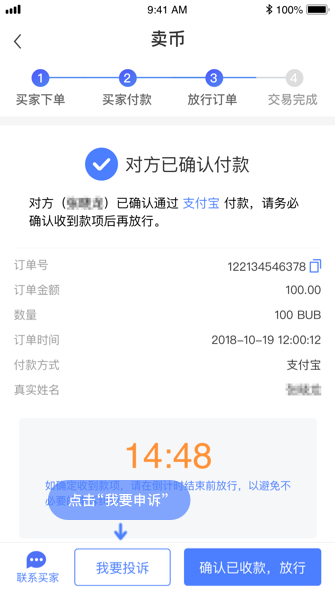 9:41 AM
100%
卖币
1
2
3
4
买家下单
买家付款
放行订单
交易完成
对方已确认付款
对方（）已确认通过 支付宝 付款，请务必
确认收到款项后再放行。
订单号
122134546378
订单金额
100.00
数量
100 BUB
订单时间
2018-10-19 12:00:12
付款方式
支付宝
真实姓名
14:48
如确定收到款项，请在倒计时结束前放行，以避免不
必要
点击“我要申诉”
联系买家
我要投诉
确认已收款，放行